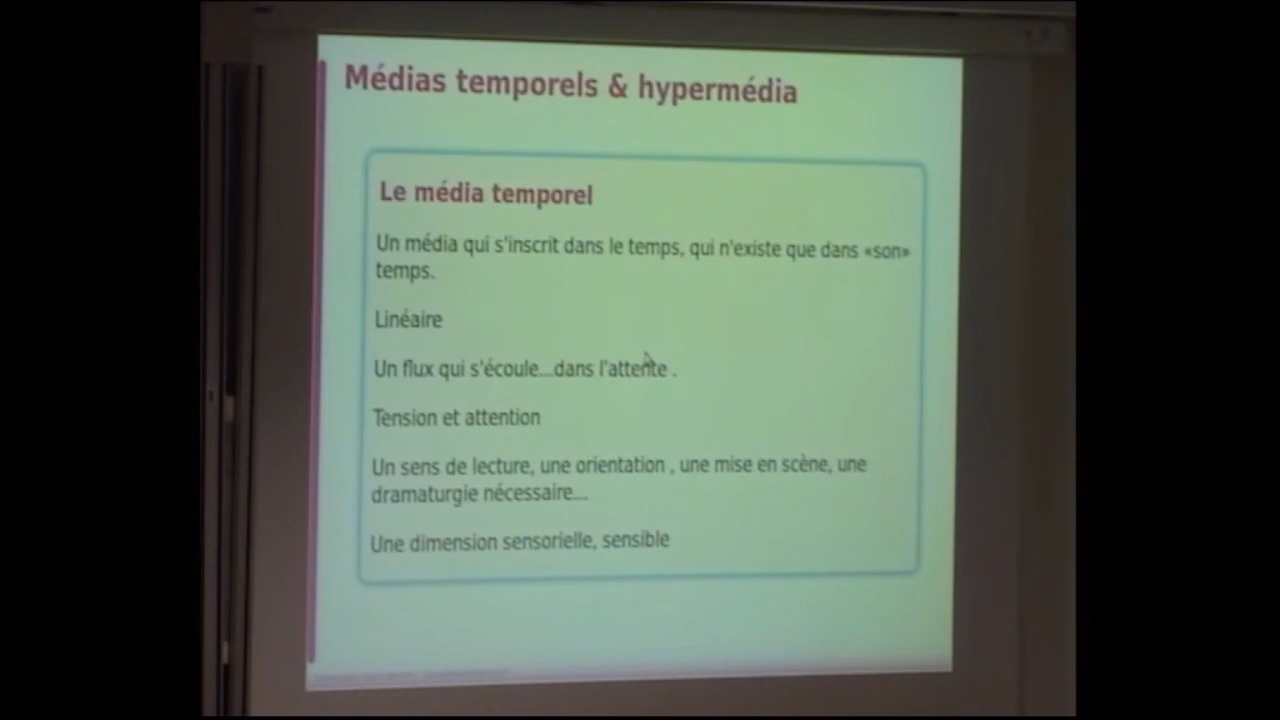 Médias temporels & hypermédia
Le média temporel
Un média qui s'inscrit dans le temps, qui n'existe que dans «son»
temps.
Linéaire
Un flux qui s'écoule...dans l'attente .
Tension et attention
Un sens de lecture, une orientation , une mise en scène, une
dramaturgie nécessaire...
Une dimension sensorielle, sensible